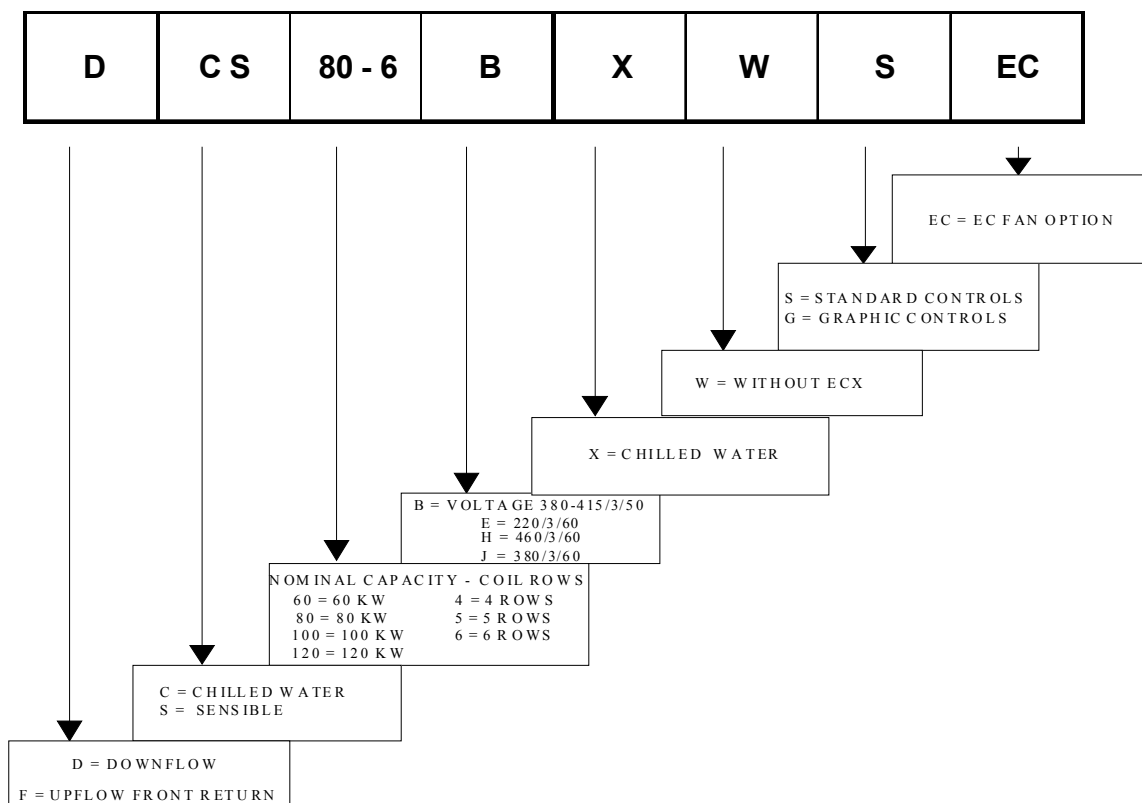 D CS 80 - 6 B X W S EC
EC = EC FAN OPTION
S = STANDARD CONTROLS
G = GRAPHIC CONTROLS
W = WITHOUT ECX
X = CHILLED WATER
B = VOLTAGE 380-415/3/50
E = 220/3/60
H = 460/3/60
J = 380/3/60
NOMINAL CAPACITY - COIL ROWS
60 = 60 KW 4 = 4 ROWS
80 = 80 KW 5 = 5 ROWS
100 = 100 KW 6 = 6 ROWS
120 = 120 KW
C = CHILLED WATER
S = SENSIBLE
D = DOWNFLOW
F = UPFLOW FRONT RETURN